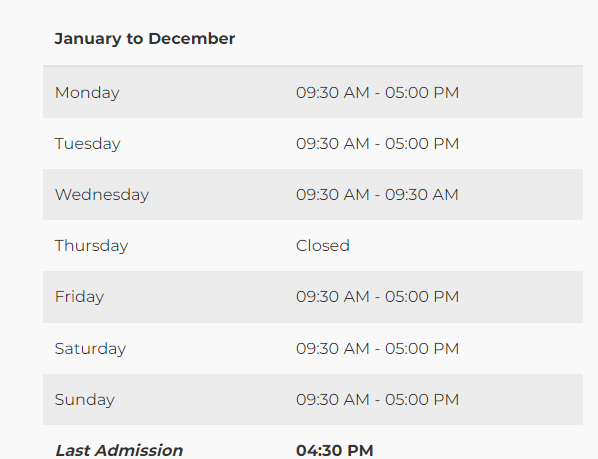 January to December
Monday 09:30 AM - 05:00 PM
Tuesday 09:30 AM - 05:00 PM
Wednesday 09:30 AM - 09:30 AM
Thursday Closed
Friday 09:30 AM - 05:00 PM
Saturday 09:30 AM - 05:00 PM
Sunday 09:30 AM - 05:00 PM
Last Admission 04:30 PM